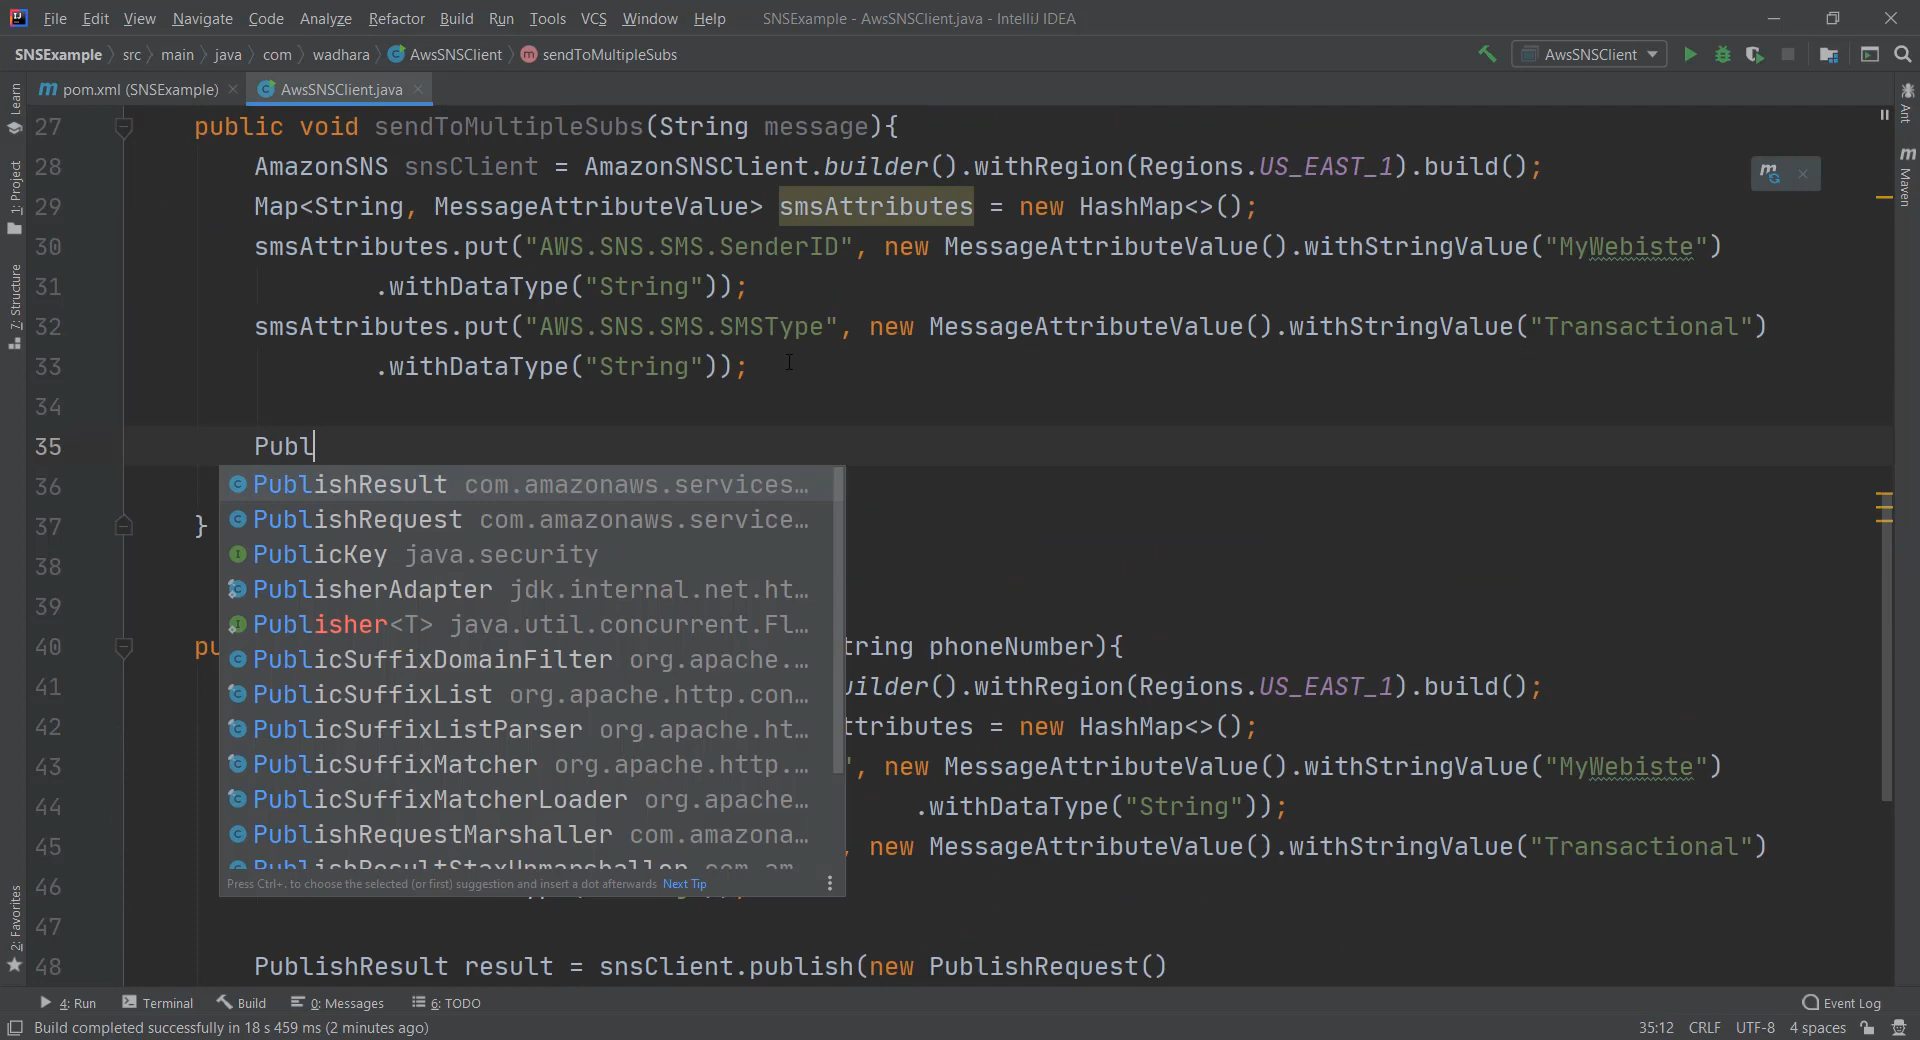 File Edit View Navigate Code Analyze Refactor Build Run Tools VCS Window Help SNSExample - AwsSNSClient.java - IntelliJ IDEA
SNSExample src main java com wadhara AwsSNSClient sendToMultipleSubs AwsSNSClient
Learn
1: Project
7: Structure
2: Favorites
Ant
Maven
pom.xml (SNSExample) AwsSNSClient.java
27 public void sendToMultipleSubs(String message){
28 AmazonSNS snsClient = AmazonSNSClient.builder().withRegion(Regions.US_EAST_1).build();
29 Map<String, MessageAttributeValue> smsAttributes = new HashMap<>();
30 smsAttributes.put("AWS.SNS.SMS.SenderID", new MessageAttributeValue().withStringValue("MyWebiste")
31 .withDataType("String"));
32 smsAttributes.put("AWS.SNS.SMS.SMSType", new MessageAttributeValue().withStringValue("Transactional")
33 .withDataType("String"));
34
35 Publ
36
37 }
38
39
PublishResult com.amazonaws.services…
PublishRequest com.amazonaws.service…
PublicKey java.security
PublisherAdapter jdk.internal.net.ht…
Publisher<T> java.util.concurrent.Fl…
PublicSuffixDomainFilter org.apache.…
PublicSuffixList org.apache.http.con…
PublicSuffixListParser org.apache.ht…
PublicSuffixMatcher org.apache.http.…
PublicSuffixMatcherLoader org.apache…
PublishRequestMarshaller com.amazona…
Press Ctrl+. to choose the selected (or first) suggestion and insert a dot afterwards Next Tip
40 pu tring phoneNumber){
41 uilder().withRegion(Regions.US_EAST_1).build();
42 ttributes = new HashMap<>();
43 ", new MessageAttributeValue().withStringValue("MyWebiste")
44 .withDataType("String"));
45 , new MessageAttributeValue().withStringValue("Transactional")
46
47
48 PublishResult result = snsClient.publish(new PublishRequest()
4: Run Terminal Build 0: Messages 6: TODO Event Log
Build completed successfully in 18 s 459 ms (2 minutes ago) 35:12 CRLF UTF-8 4 spaces